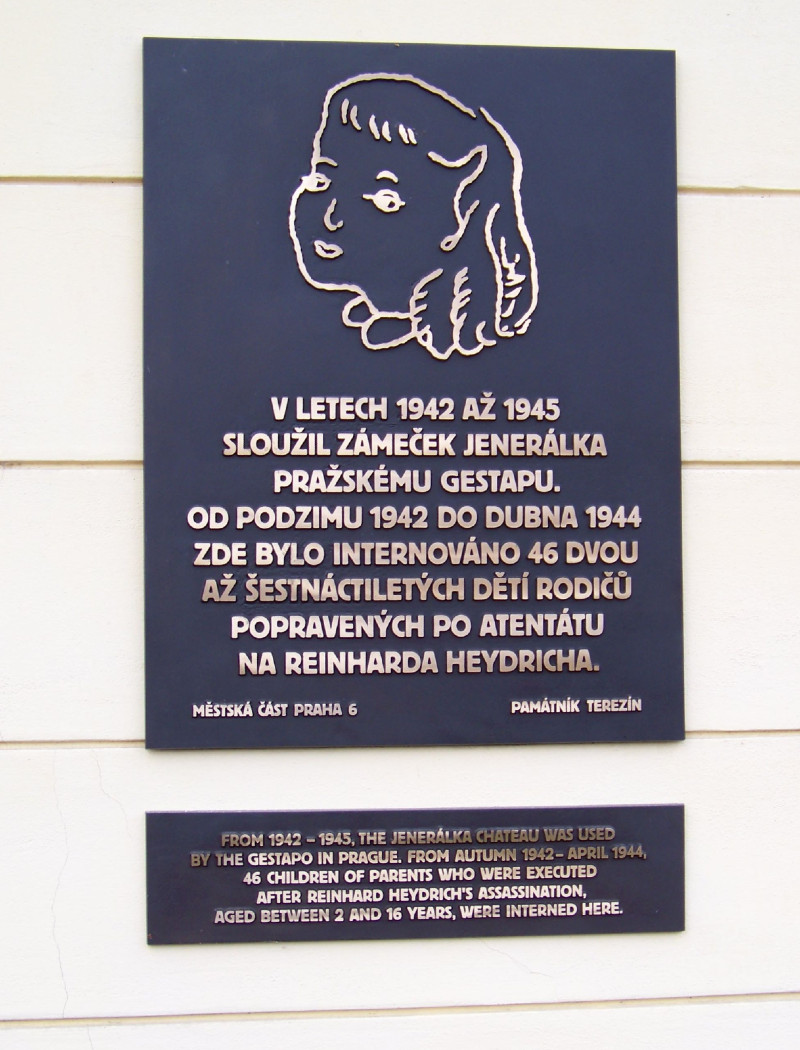 V LETECH 1942 AŽ 1945
SLOUŽIL ZÁMEČEK JENERÁLKA
PRAŽSKÉMU GESTAPU.
OD PODZIMU 1942 DO DUBNA 1944
ZDE BYLO INTERNOVÁNO 46 DVOU
AŽ ŠESTNÁCTILETÝCH DĚTÍ RODIČŮ
POPRAVENÝCH PO ATENTÁTU
NA REINHARDA HEYDRICHA.
MĚSTSKÁ ČÁST PRAHA 6 PAMÁTNÍK TEREZÍN
FROM 1942 – 1945, THE JENERÁLKA CHATEAU WAS USED
BY THE GESTAPO IN PRAGUE. FROM AUTUMN 1942 – APRIL 1944,
46 CHILDREN OF PARENTS WHO WERE EXECUTED
AFTER REINHARD HEYDRICH'S ASSASSINATION,
AGED BETWEEN 2 AND 16 YEARS, WERE INTERNED HERE.